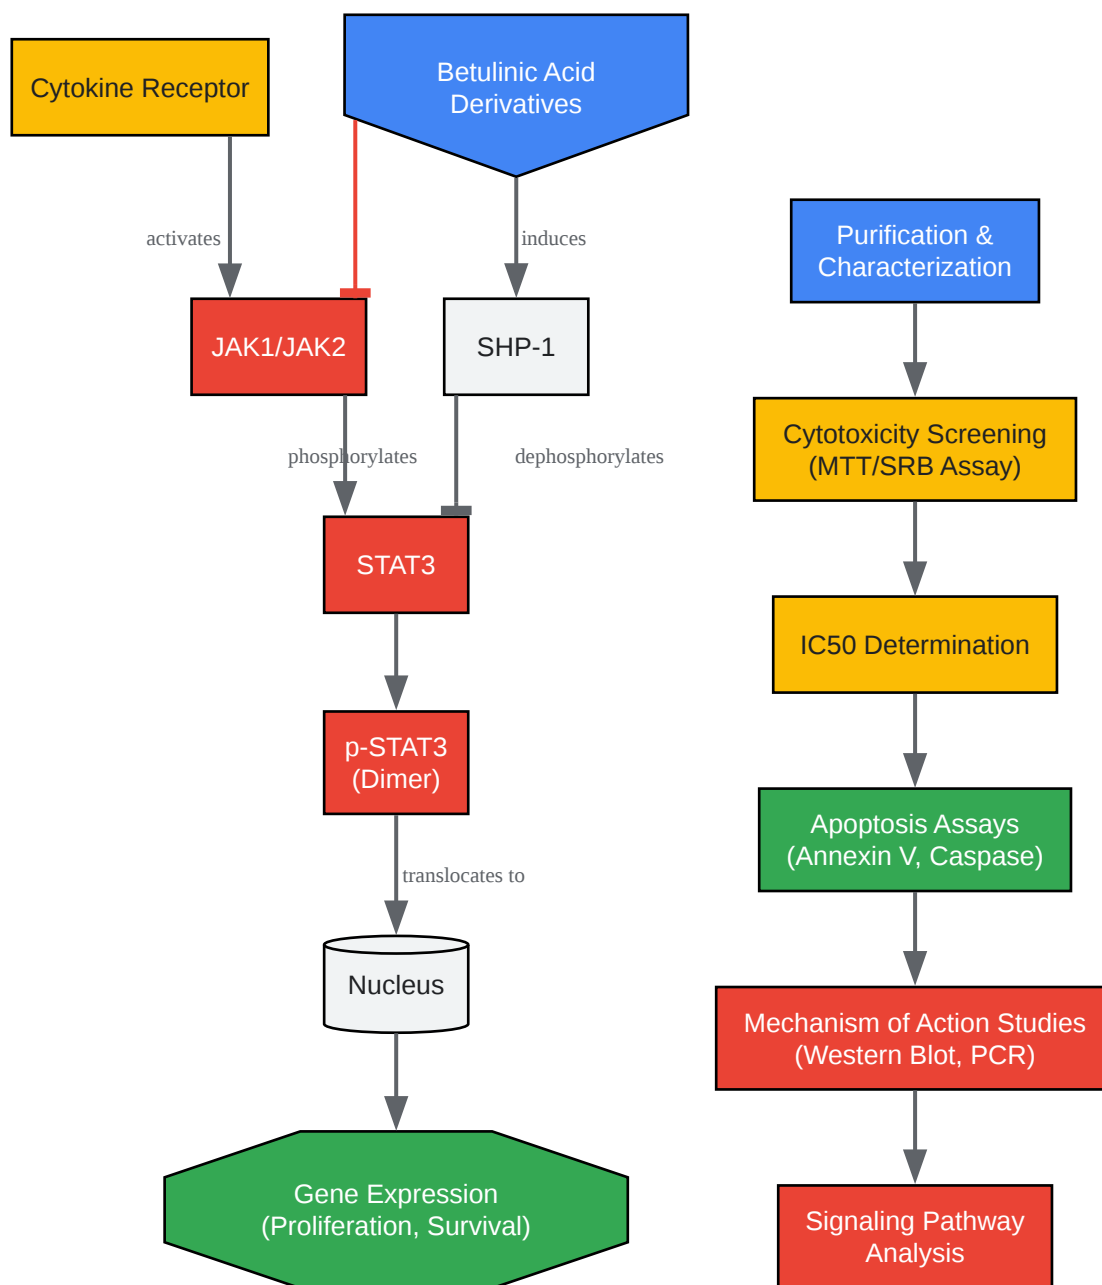 Cytokine Receptor
Betulinic Acid
Derivatives
activates
induces
JAK1/JAK2
SHP-1
phosphorylates
dephosphorylates
STAT3
p-STAT3
(Dimer)
translocates to
Nucleus
Gene Expression
(Proliferation, Survival)
Purification &
Characterization
Cytotoxicity Screening
(MTT/SRB Assay)
IC50 Determination
Apoptosis Assays
(Annexin V, Caspase)
Mechanism of Action Studies
(Western Blot, PCR)
Signaling Pathway
Analysis